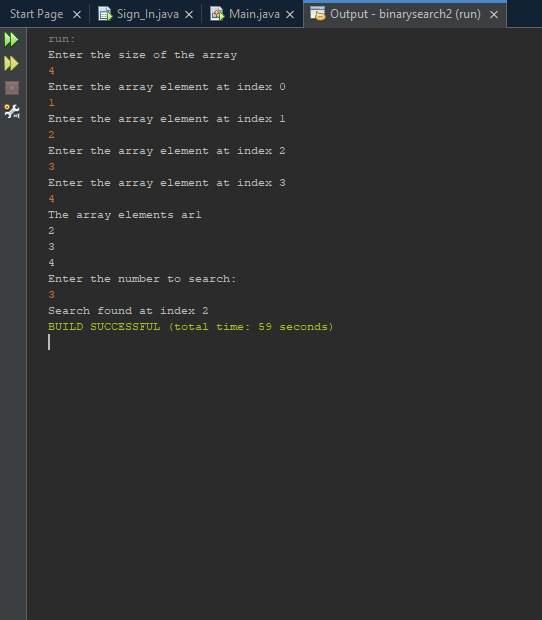 Start Page
Sign_In.java
Main.java
Output - binarysearch2 (run)
run:
Enter the size of the array
4
Enter the array element at index 0
1
Enter the array element at index 1
2
Enter the array element at index 2
3
Enter the array element at index 3
4
The array elements ar1
2
3
4
Enter the number to search:
3
Search found at index 2
BUILD SUCCESSFUL (total time: 59 seconds)